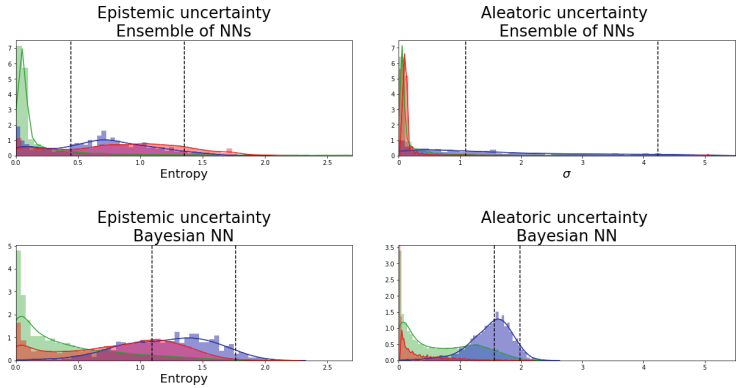 Epistemic uncertainty
Ensemble of NNs
7
6
5
4
3
2
1
0
0.0 0.5 1.0 1.5 2.0 2.5
Entropy
Aleatoric uncertainty
Ensemble of NNs
7
6
5
4
3
2
1
0
0 1 2 3 4 5
σ
Epistemic uncertainty
Bayesian NN
5
4
3
2
1
0
0.0 0.5 1.0 1.5 2.0 2.5
Entropy
Aleatoric uncertainty
Bayesian NN
3.5
3.0
2.5
2.0
1.5
1.0
0.5
0.0
0 1 2 3 4 5